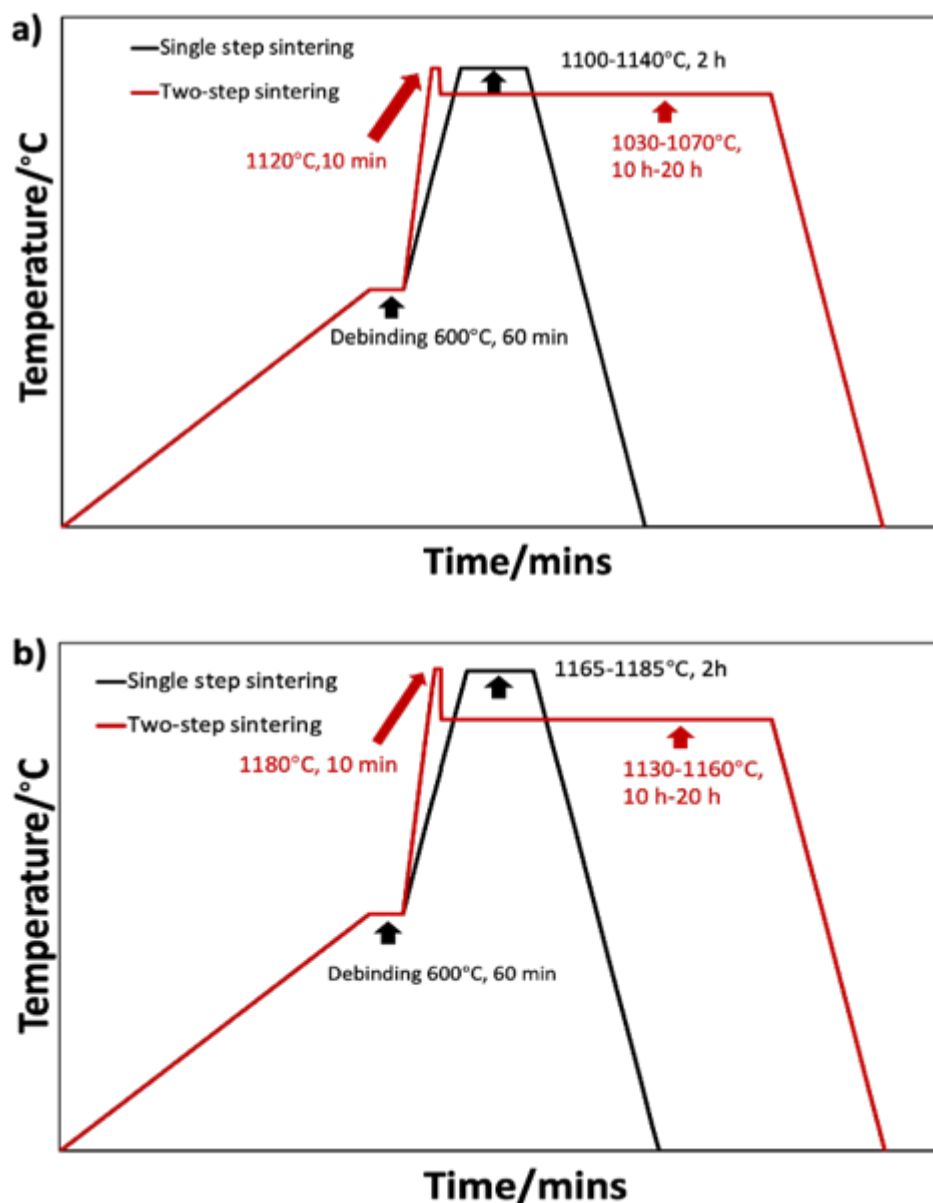 a)
Single step sintering
Two-step sintering
1100-1140°C, 2 h
1120°C,10 min
1030-1070°C,
10 h-20 h
Debinding 600°C, 60 min
Temperature/°C
Time/mins
b)
Single step sintering
Two-step sintering
1165-1185°C, 2h
1180°C, 10 min
1130-1160°C,
10 h-20 h
Debinding 600°C, 60 min
Temperature/°C
Time/mins